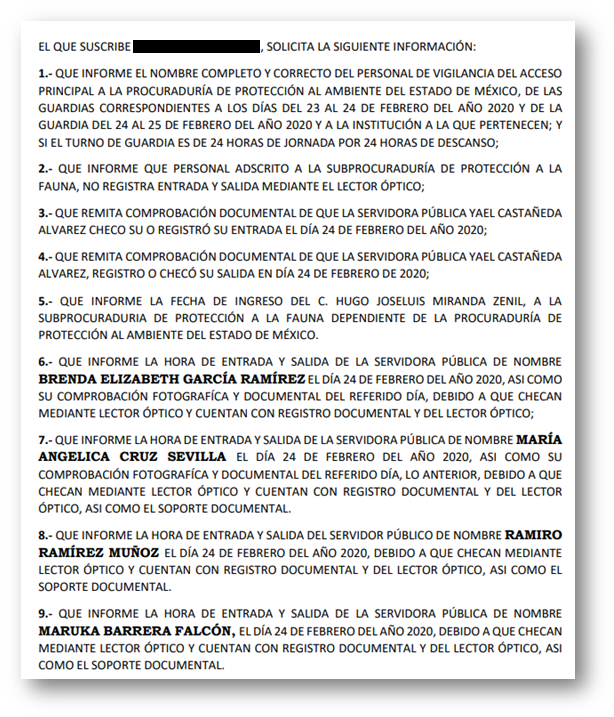 EL QUE SUSCRIBE , SOLICITA LA SIGUIENTE INFORMACIÓN:
1.- QUE INFORME EL NOMBRE COMPLETO Y CORRECTO DEL PERSONAL DE VIGILANCIA DEL ACCESO
PRINCIPAL A LA PROCURADURÍA DE PROTECCIÓN AL AMBIENTE DEL ESTADO DE MÉXICO, DE LAS
GUARDIAS CORRESPONDIENTES A LOS DÍAS DEL 23 AL 24 DE FEBRERO DEL AÑO 2020 Y DE LA
GUARDIA DEL 24 AL 25 DE FEBRERO DEL AÑO 2020 Y A LA INSTITUCIÓN A LA QUE PERTENECEN; Y
SI EL TURNO DE GUARDIA ES DE 24 HORAS DE JORNADA POR 24 HORAS DE DESCANSO;
2.- QUE INFORME QUE PERSONAL ADSCRITO A LA SUBPROCURADURÍA DE PROTECCIÓN A LA
FAUNA, NO REGISTRA ENTRADA Y SALIDA MEDIANTE EL LECTOR ÓPTICO;
3.- QUE REMITA COMPROBACIÓN DOCUMENTAL DE QUE LA SERVIDORA PÚBLICA YAEL CASTAÑEDA
ALVAREZ CHECO SU O REGISTRÓ SU ENTRADA EL DÍA 24 DE FEBRERO DEL AÑO 2020;
4.- QUE REMITA COMPROBACIÓN DOCUMENTAL DE QUE LA SERVIDORA PÚBLICA YAEL CASTAÑEDA
ALVAREZ, REGISTRO O CHECÓ SU SALIDA EN DÍA 24 DE FEBRERO DE 2020;
5.- QUE INFORME LA FECHA DE INGRESO DEL C. HUGO JOSELUIS MIRANDA ZENIL, A LA
SUBPROCURADURIA DE PROTECCIÓN A LA FAUNA DEPENDIENTE DE LA PROCURADURÍA DE
PROTECCIÓN AL AMBIENTE DEL ESTADO DE MÉXICO.
6.- QUE INFORME LA HORA DE ENTRADA Y SALIDA DE LA SERVIDORA PÚBLICA DE NOMBRE
BRENDA ELIZABETH GARCÍA RAMÍREZ EL DÍA 24 DE FEBRERO DEL AÑO 2020, ASI COMO
SU COMPROBACIÓN FOTOGRAFÍCA Y DOCUMENTAL DEL REFERIDO DÍA, DEBIDO A QUE CHECAN
MEDIANTE LECTOR ÓPTICO Y CUENTAN CON REGISTRO DOCUMENTAL Y DEL LECTOR ÓPTICO;
7.- QUE INFORME LA HORA DE ENTRADA Y SALIDA DE LA SERVIDORA PÚBLICA DE NOMBRE MARÍA
ANGELICA CRUZ SEVILLA EL DÍA 24 DE FEBRERO DEL AÑO 2020, ASI COMO SU
COMPROBACIÓN FOTOGRAFÍCA Y DOCUMENTAL DEL REFERIDO DÍA, LO ANTERIOR, DEBIDO A QUE
CHECAN MEDIANTE LECTOR ÓPTICO Y CUENTAN CON REGISTRO DOCUMENTAL Y DEL LECTOR
ÓPTICO, ASI COMO EL SOPORTE DOCUMENTAL.
8.- QUE INFORME LA HORA DE ENTRADA Y SALIDA DEL SERVIDOR PÚBLICO DE NOMBRE RAMIRO
RAMÍREZ MUÑOZ EL DÍA 24 DE FEBRERO DEL AÑO 2020, DEBIDO A QUE CHECAN MEDIANTE
LECTOR ÓPTICO Y CUENTAN CON REGISTRO DOCUMENTAL Y DEL LECTOR ÓPTICO, ASI COMO EL
SOPORTE DOCUMENTAL.
9.- QUE INFORME LA HORA DE ENTRADA Y SALIDA DE LA SERVIDORA PÚBLICA DE NOMBRE
MARUKA BARRERA FALCÓN, EL DÍA 24 DE FEBRERO DEL AÑO 2020, DEBIDO A QUE CHECAN
MEDIANTE LECTOR ÓPTICO Y CUENTAN CON REGISTRO DOCUMENTAL Y DEL LECTOR ÓPTICO, ASI
COMO EL SOPORTE DOCUMENTAL.